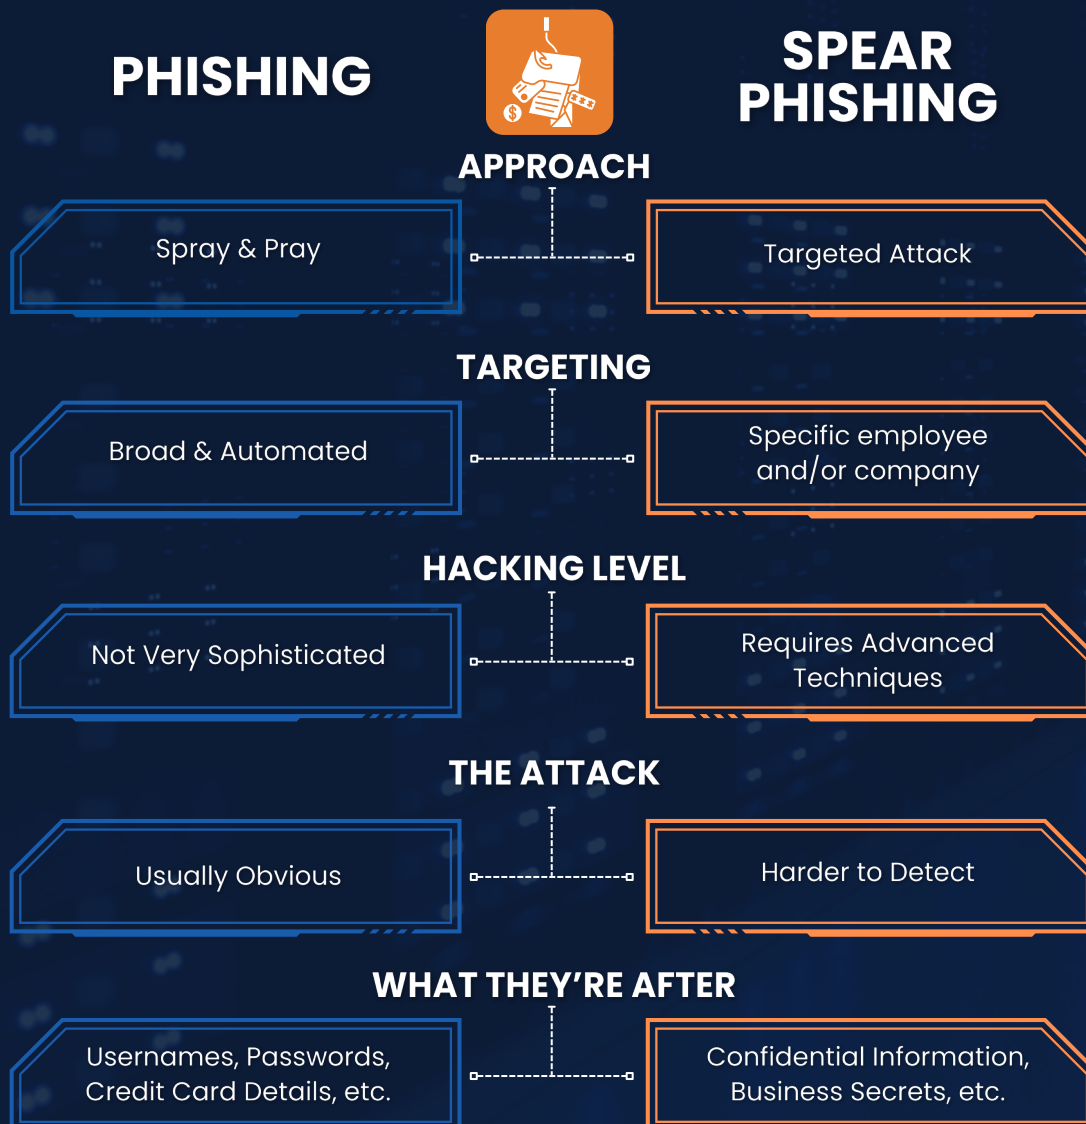 PHISHING
SPEAR
PHISHING
$
APPROACH
Spray & Pray
Targeted Attack
TARGETING
Broad & Automated
Specific employee
and/or company
HACKING LEVEL
Not Very Sophisticated
Requires Advanced
Techniques
THE ATTACK
Usually Obvious
Harder to Detect
WHAT THEY’RE AFTER
Usernames, Passwords,
Credit Card Details, etc.
Confidential Information,
Business Secrets, etc.